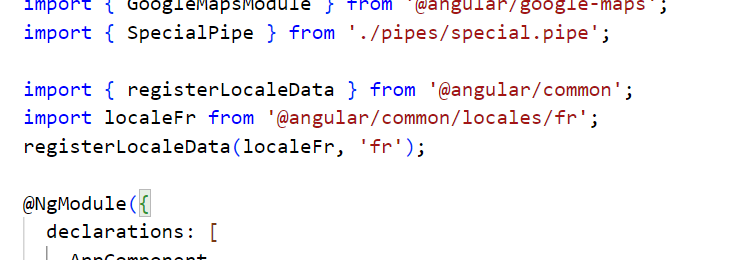 import { GoogleMapsModule } from '@angular/google-maps';
import { SpecialPipe } from './pipes/special.pipe';

import { registerLocaleData } from '@angular/common';
import localeFr from '@angular/common/locales/fr';
registerLocaleData(localeFr, 'fr');

@NgModule({
  declarations: [
    AppComponent